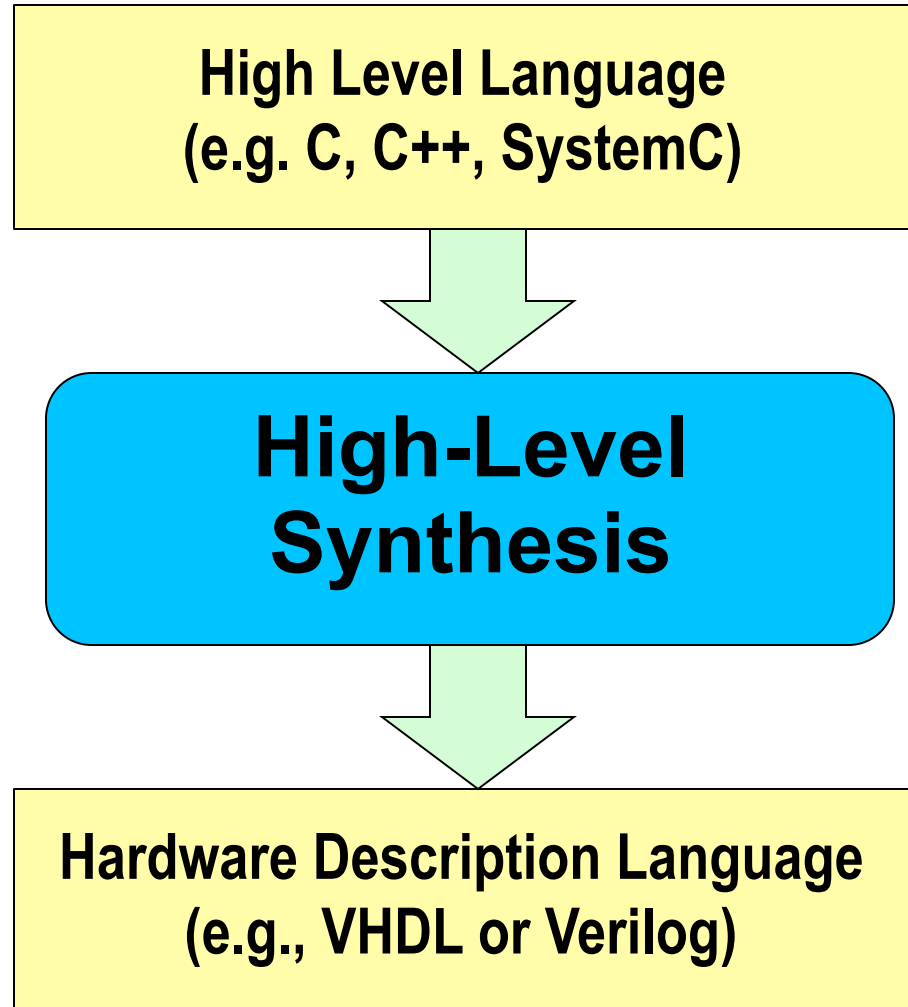 High Level Language
(e.g. C, C++, SystemC)
High-Level
Synthesis
Hardware Description Language
(e.g., VHDL or Verilog)